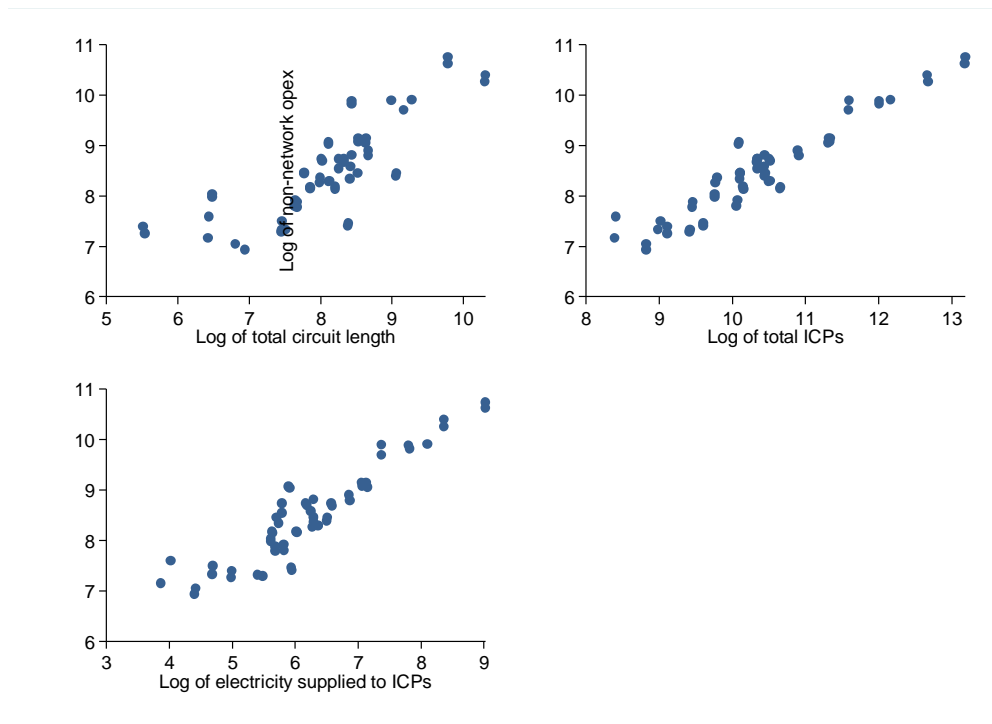 11
10
9
8
7
6
Log of non-network opex
5 6 7 8 9 10
Log of total circuit length
11
10
9
8
7
6
8 9 10 11 12 13
Log of total ICPs
11
10
9
8
7
6
3 4 5 6 7 8 9
Log of electricity supplied to ICPs